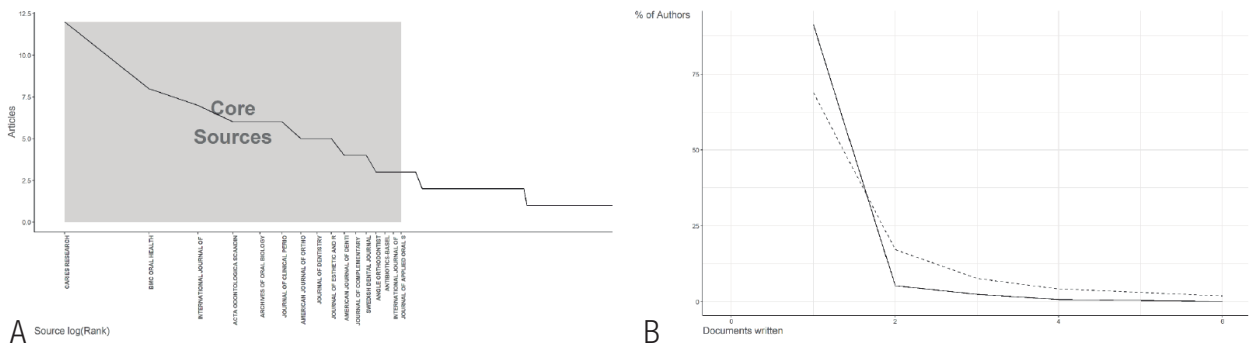 12.5
10.0
7.5
5.0
2.5
0.0
Articles
Core
Sources
CARIES RESEARCH
BMC ORAL HEALTH
INTERNATIONAL JOURNAL OF
ACTA ODONTOLOGICA SCANDIN
ARCHIVES OF ORAL BIOLOGY
JOURNAL OF CLINICAL PERIO
AMERICAN JOURNAL OF ORTHO
JOURNAL OF DENTISTRY
JOURNAL OF ESTHETIC AND R
AMERICAN JOURNAL OF DENTI
JOURNAL OF COMPLEMENTARY
SWEDISH DENTAL JOURNAL
ANGLE ORTHODONTIST
ANTIBIOTICS-BASEL
INTERNATIONAL JOURNAL OF
JOURNAL OF APPLIED ORAL S
A
Source log(Rank)
% of Authors
75
50
25
0
0
2
4
6
Documents written
B